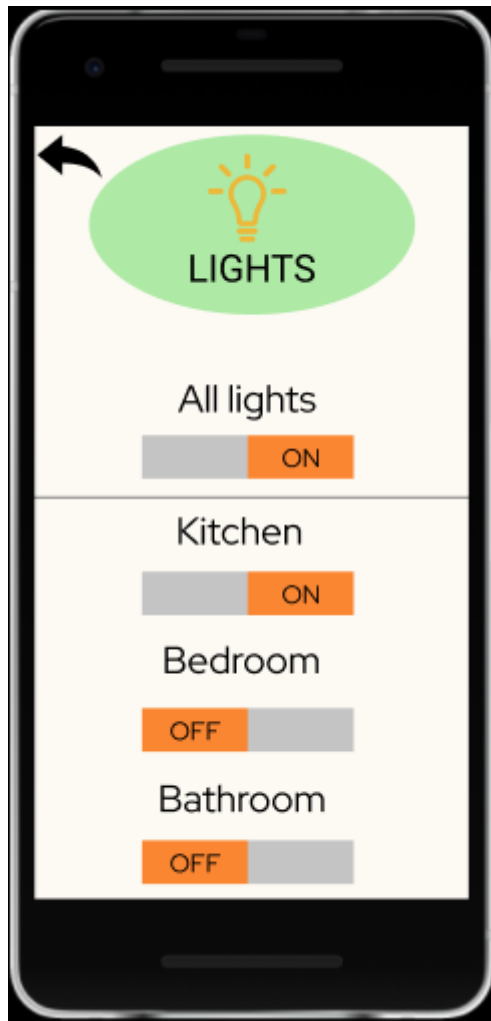 LIGHTS
All lights
ON
Kitchen
ON
Bedroom
OFF
Bathroom
OFF